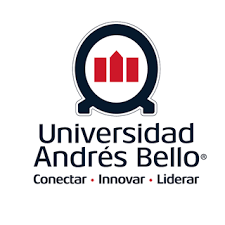 Universidad
Andrés Bello®
Conectar • Innovar • Liderar